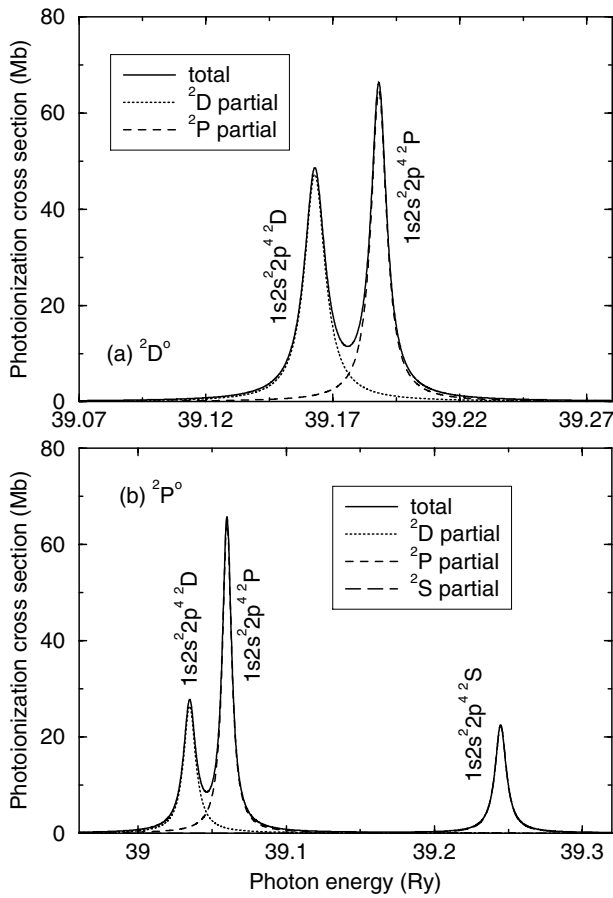 80
60
40
20
0
Photoionization cross section (Mb)
total
²D partial
²P partial
1s2s²2p⁴ ²D
1s2s²2p⁴ ²P
(a) ²Dᵒ
39.07 39.12 39.17 39.22 39.27
80
60
40
20
0
Photoionization cross section (Mb)
(b) ²Pᵒ
total
²D partial
²P partial
²S partial
1s2s²2p⁴ ²D
1s2s²2p⁴ ²P
1s2s²2p⁴ ²S
39 39.1 39.2 39.3
Photon energy (Ry)